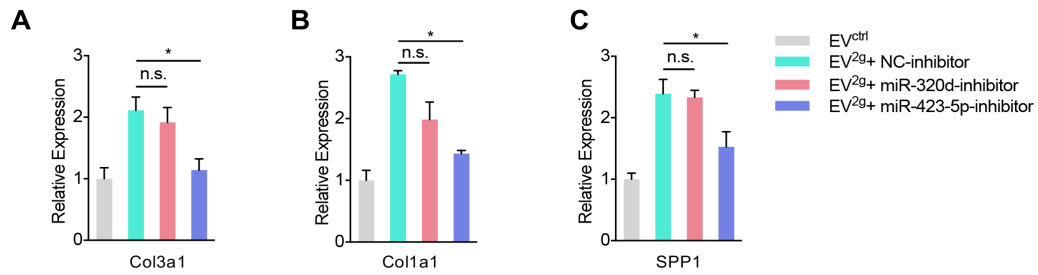 A
Relative Expression
3
2
1
0
*
n.s.
Col3a1
B
Relative Expression
3
2
1
0
*
n.s.
Col1a1
C
Relative Expression
3
2
1
0
*
n.s.
SPP1
EVctrl
EV2g+ NC-inhibitor
EV2g+ miR-320d-inhibitor
EV2g+ miR-423-5p-inhibitor